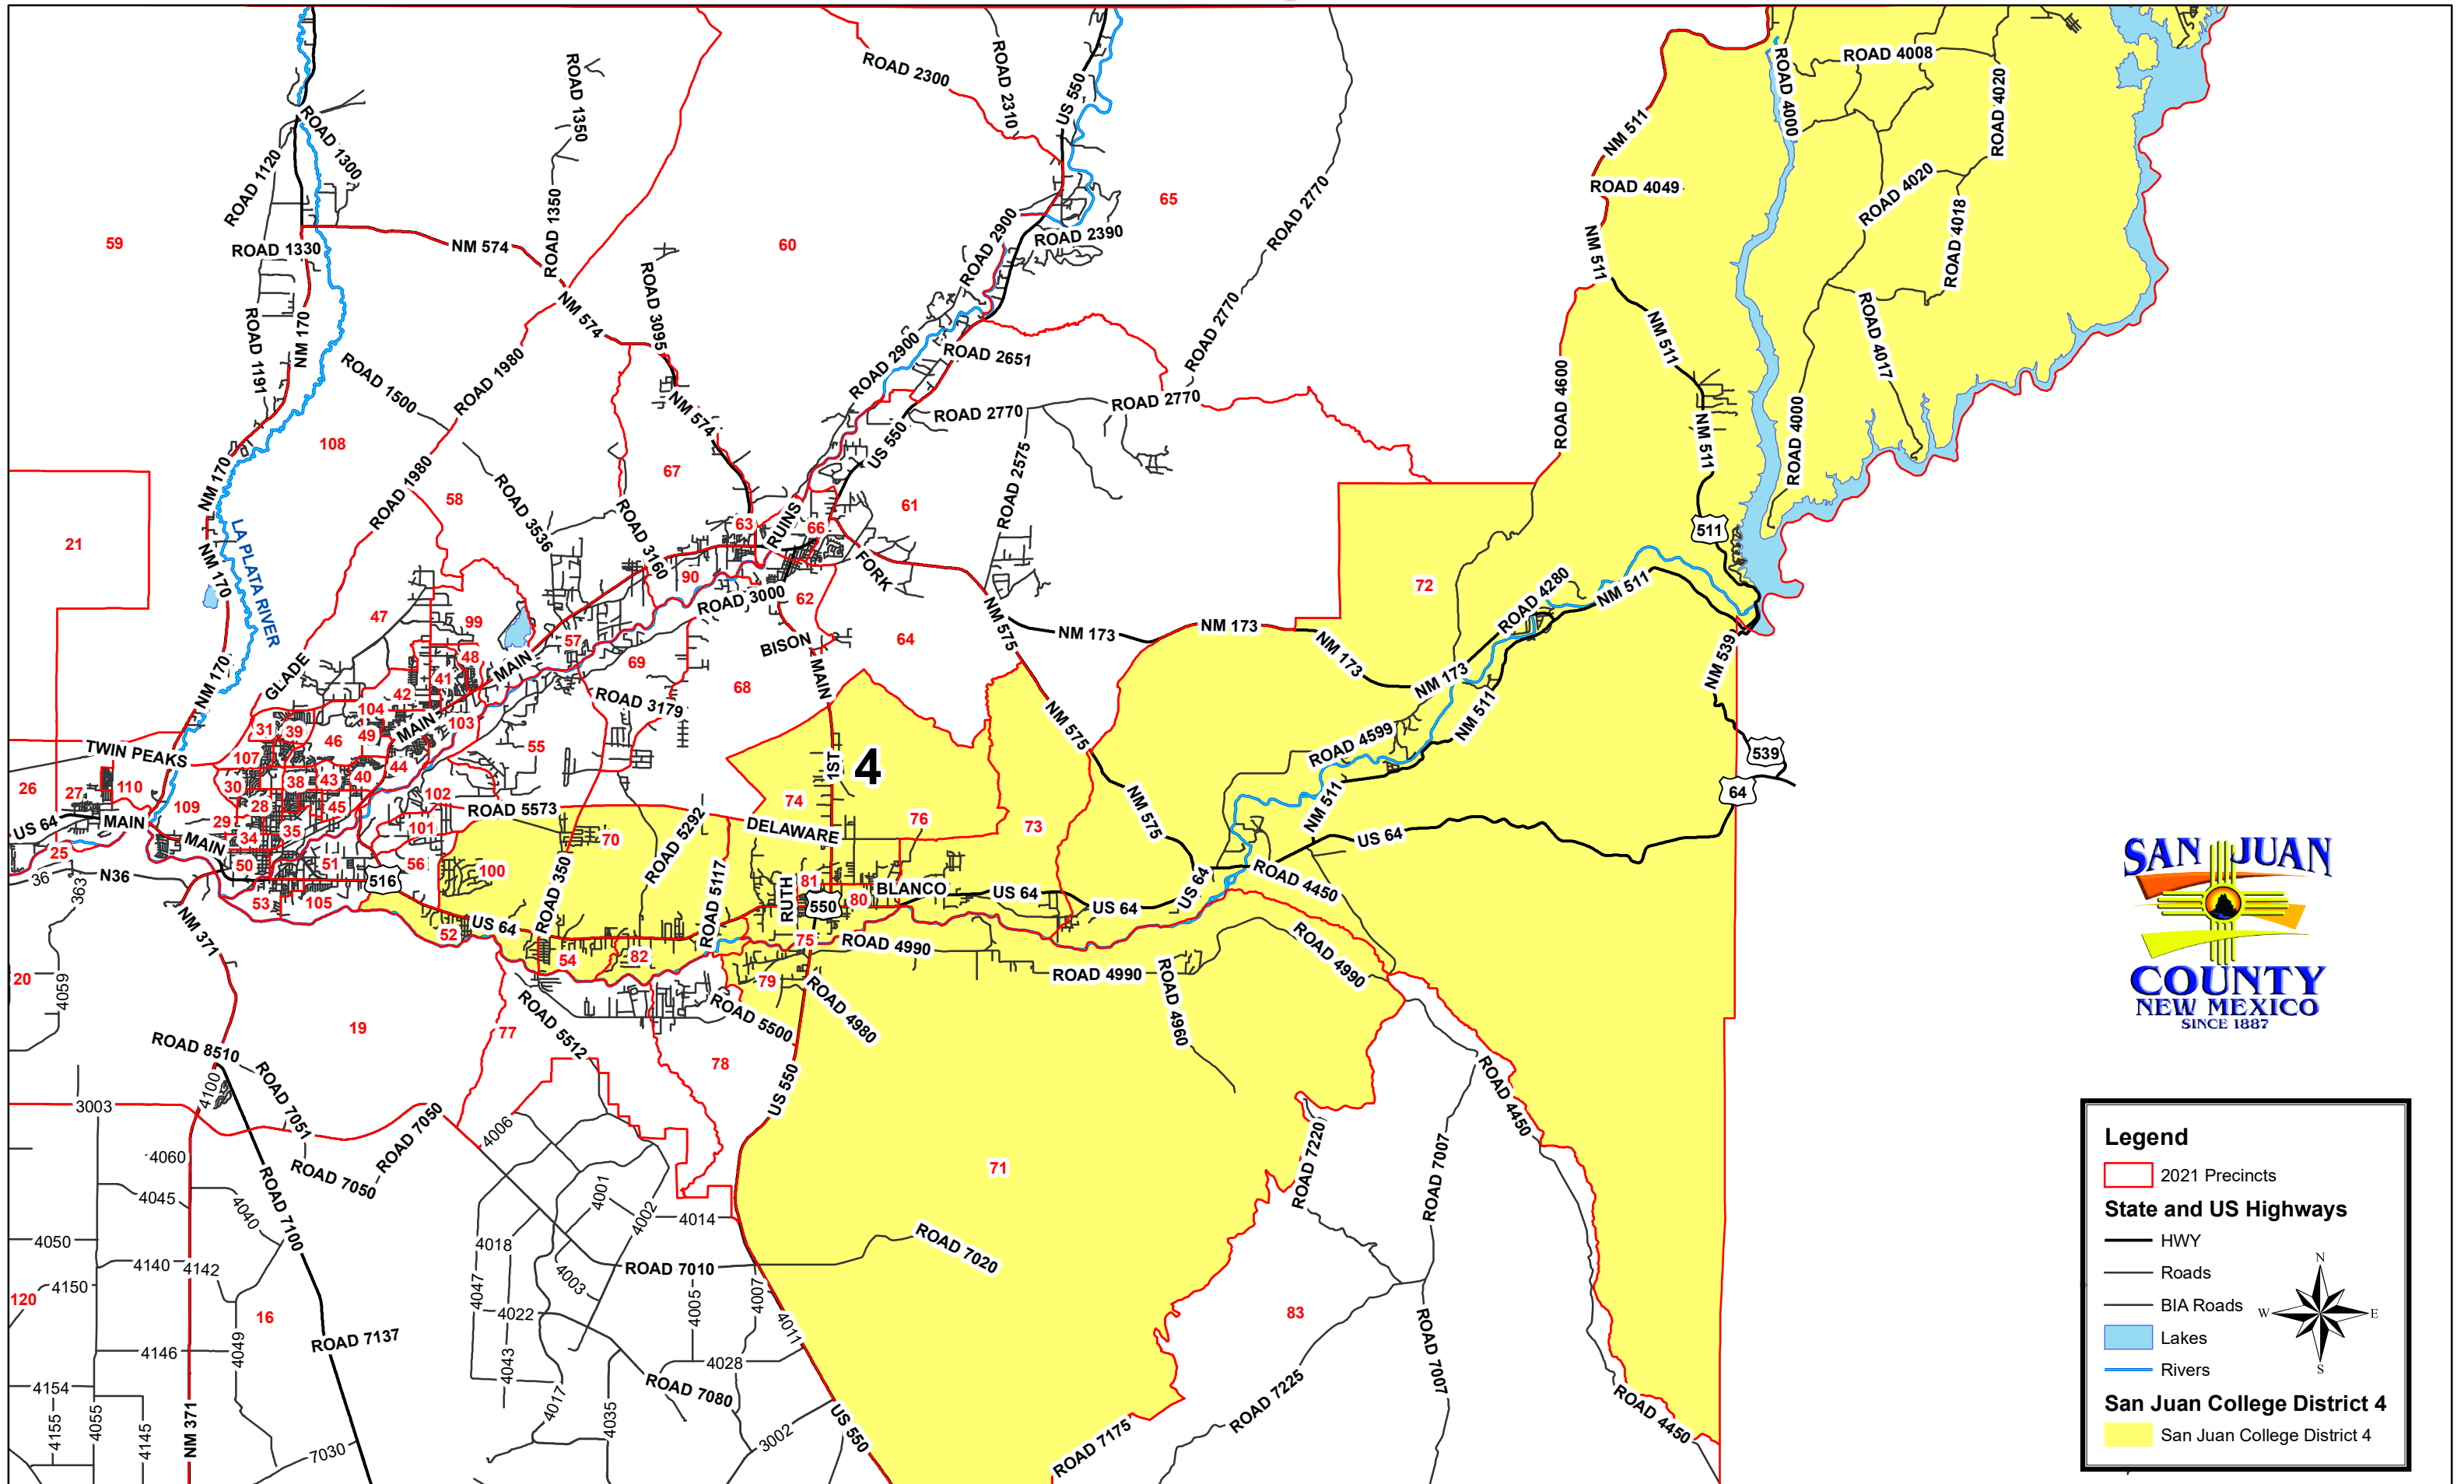 ROAD 4008
ROAD 2300
ROAD 2310
US 550
ROAD 1350
ROAD 4000
ROAD 4020
NM 511
ROAD 1300
ROAD 1120
ROAD 4049
ROAD 4020
65
ROAD 2770
ROAD 1350
ROAD 4018
59
60
ROAD 1330
NM 574
ROAD 2900
ROAD 2390
NM 511
ROAD 3095
NM 574
NM 170
ROAD 1191
ROAD 2770
NM 511
ROAD 4017
ROAD 2900
ROAD 2651
ROAD 1500
ROAD 1980
ROAD 4600
ROAD 2770
ROAD 2770
NM 574
US 550
NM 511
ROAD 4000
108
67
ROAD 1980
58
NM 170
ROAD 3536
ROAD 3160
ROAD 2575
61
63
RUINS
66
511
21
NM 170
LA PLATA RIVER
FORK
90
ROAD 3000
62
72
ROAD 4280
NM 511
47
99
57
BISON
64
NM 575
NM 173
NM 173
NM 173
48
MAIN
69
MAIN
NM 539
GLADE
NM 170
42
41
68
ROAD 3179
NM 173
104
103
31
39
46
49
MAIN
55
NM 575
NM 511
TWIN PEAKS
107
44
1ST
4
ROAD 4599
539
26
27
110
109
30
38
43
40
28
45
102
ROAD 5573
74
76
73
NM 575
NM 511
64
US 64
MAIN
MAIN
29
34
35
101
70
ROAD 5292
DELAWARE
US 64
25
36
N36
363
50
51
56
516
100
ROAD 350
ROAD 5117
RUTH
81
BLANCO
80
550
US 64
US 64
US 64
ROAD 4450
53
105
NM 371
52
US 64
54
82
75
ROAD 4990
79
ROAD 4990
ROAD 4990
ROAD 4960
20
4059
19
77
ROAD 5512
ROAD 5500
ROAD 4980
78
US 550
ROAD 8510
4100
ROAD 7051
3003
ROAD 7050
ROAD 7050
4006
ROAD 4450
4060
4045
4040
ROAD 7100
4001
4002
4014
71
ROAD 7220
ROAD 7007
4050
4140
4142
4018
4003
ROAD 7010
ROAD 7020
4150
120
16
4047
4022
4005
4007
4011
83
ROAD 7007
4146
4049
ROAD 7137
4043
4028
4154
4155
4055
4145
NM 371
7030
4017
4035
ROAD 7080
3002
US 550
ROAD 7175
ROAD 7225
ROAD 4450
SAN JUAN
COUNTY
NEW MEXICO
SINCE 1887
Legend
2021 Precincts
State and US Highways
HWY
Roads
BIA Roads
Lakes
Rivers
N
W
E
S
San Juan College District 4
San Juan College District 4